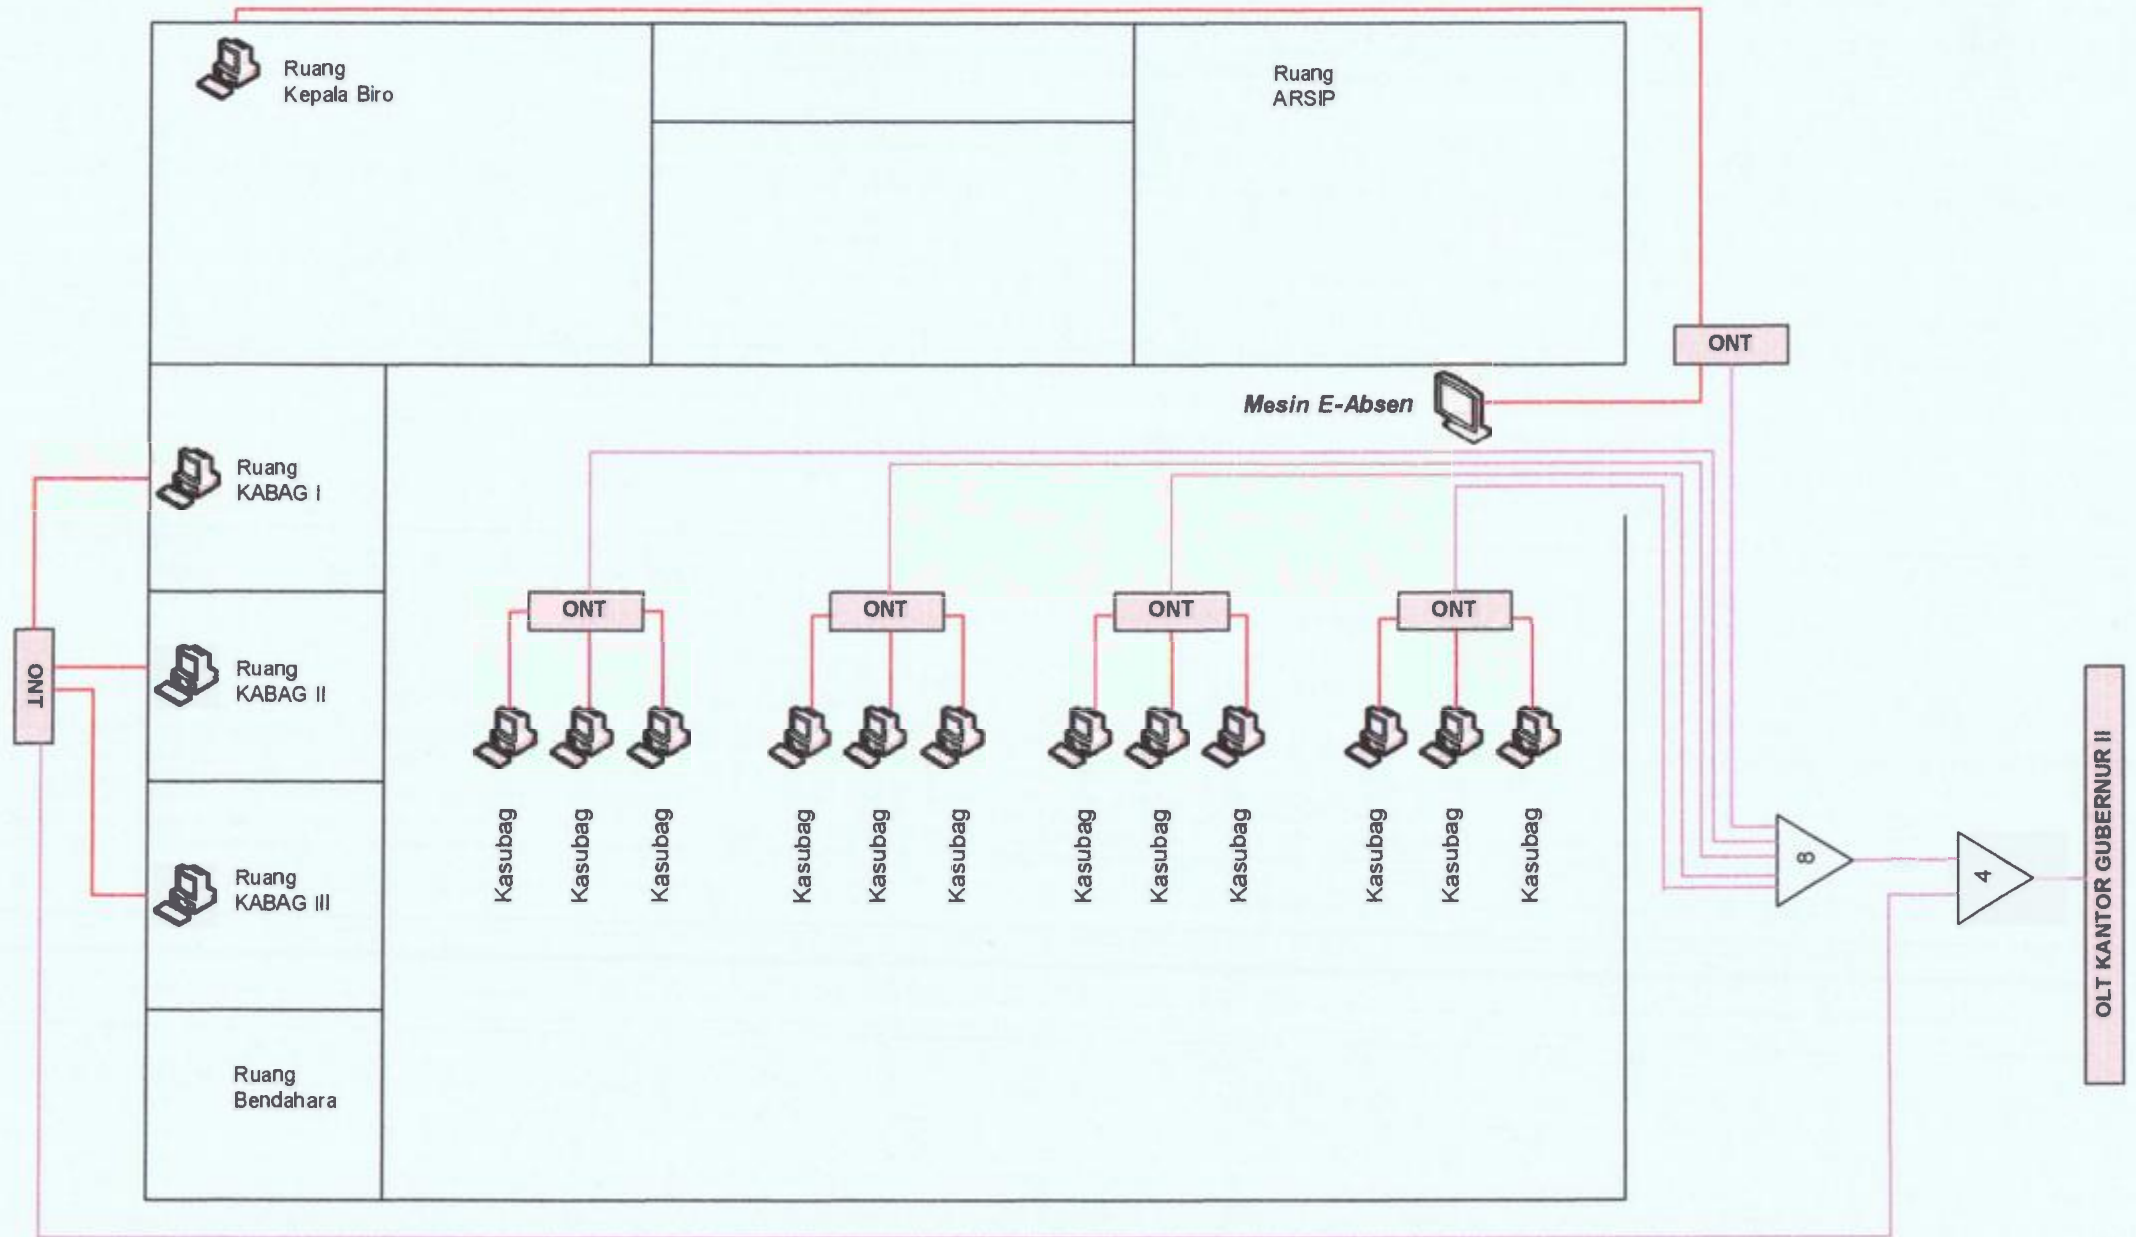 Ruang
Kepala Biro
Ruang
ARSIP
ONT
Mesin E-Absen
Ruang
KABAG I
ONT
ONT
ONT
ONT
ONT
Ruang
KABAG II
Kasubag
Kasubag
Kasubag
Kasubag
Kasubag
Kasubag
Kasubag
Kasubag
Kasubag
Kasubag
Kasubag
Kasubag
8
4
OLT KANTOR GUBERNUR II
Ruang
KABAG III
Ruang
Bendahara